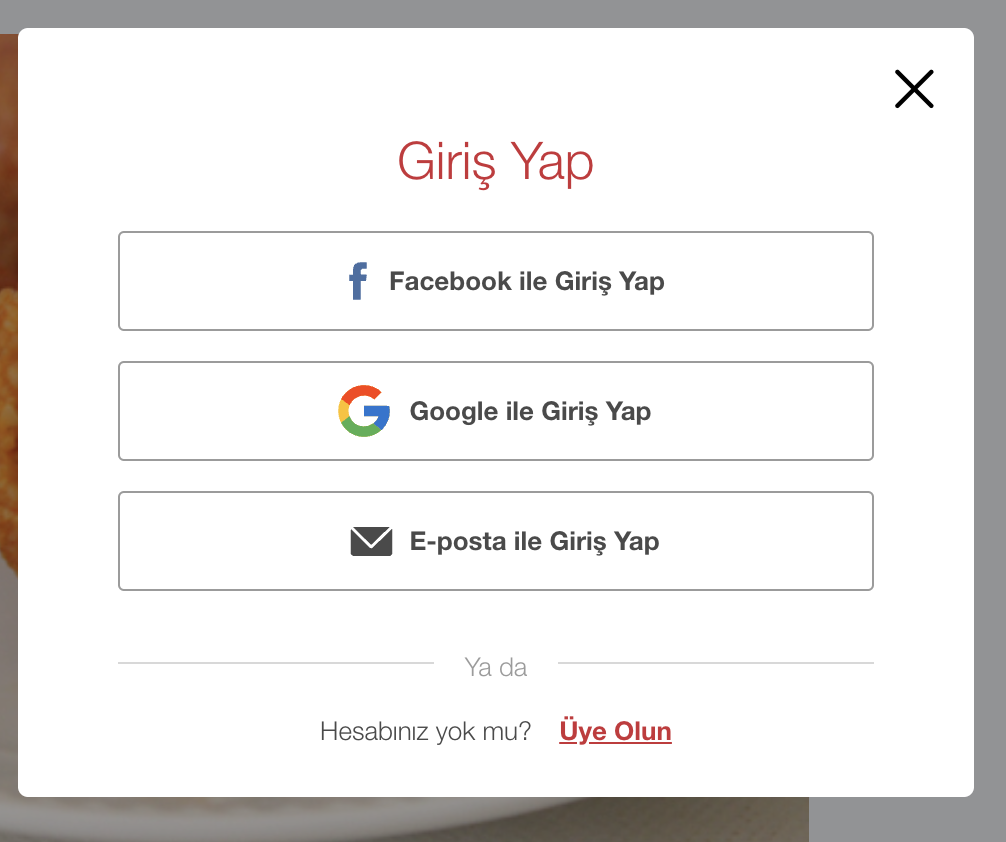 Giriş Yap
Facebook ile Giriş Yap
Google ile Giriş Yap
E-posta ile Giriş Yap
Ya da
Hesabınız yok mu? Üye Olun